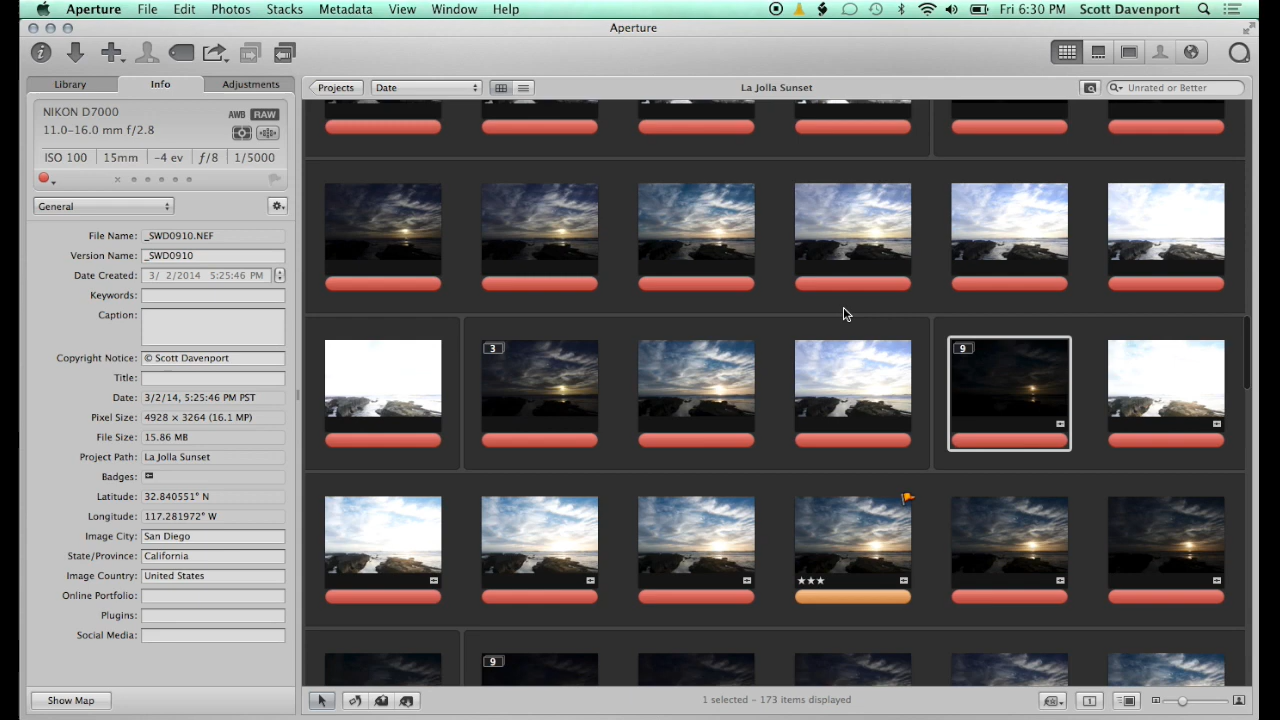 Aperture File Edit Photos Stacks Metadata View Window Help Fri 6:30 PM Scott Davenport
Aperture
Library Info Adjustments Projects Date La Jolla Sunset Unrated or Better
NIKON D7000 AWB RAW
11.0-16.0 mm f/2.8
ISO 100 15mm -4 ev ƒ/8 1/5000
General
File Name: _SWD0910.NEF
Version Name: _SWD0910
Date Created: 3/ 2/2014 5:25:46 PM
Keywords:
Caption:
Copyright Notice: © Scott Davenport
Title:
Date: 3/2/14, 5:25:46 PM PST
Pixel Size: 4928 × 3264 (16.1 MP)
File Size: 15.86 MB
Project Path: La Jolla Sunset
Badges:
Latitude: 32.840551° N
Longitude: 117.281972° W
Image City: San Diego
State/Province: California
Image Country: United States
Online Portfolio:
Plugins:
Social Media:
3 9
9
Show Map 1 selected - 173 items displayed 1